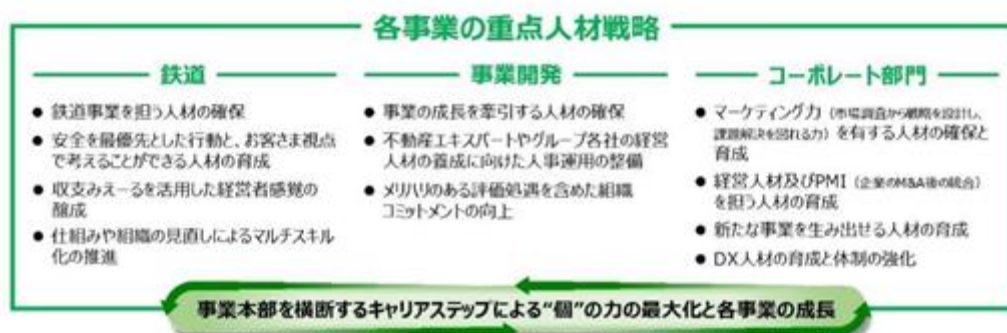 各事業の重点人材戦略
鉄道
● 鉄道事業を担う人材の確保
● 安全を最優先とした行動と、お客さま視点
で考えることができる人材の育成
● 収支みえーるを活用した経営者感覚の
醸成
● 仕組みや組織の見直しによるマルチスキル
化の推進
事業開発
● 事業の成長を牽引する人材の確保
● 不動産エキスパートやグループ各社の経営
人材の養成に向けた人事運用の整備
● メリハリのある評価処遇を含めた組織
コミットメントの向上
コーポレート部門
● マーケティング力（市場調査から戦略を設計し、
課題解決を図れる力）を有する人材の確保と
育成
● 経営人材及びPMI（企業のM&A後の統合）
を担う人材の育成
● 新たな事業を生み出せる人材の育成
● DX人材の育成と体制の強化
事業本部を横断するキャリアステップによる“個”の力の最大化と各事業の成長